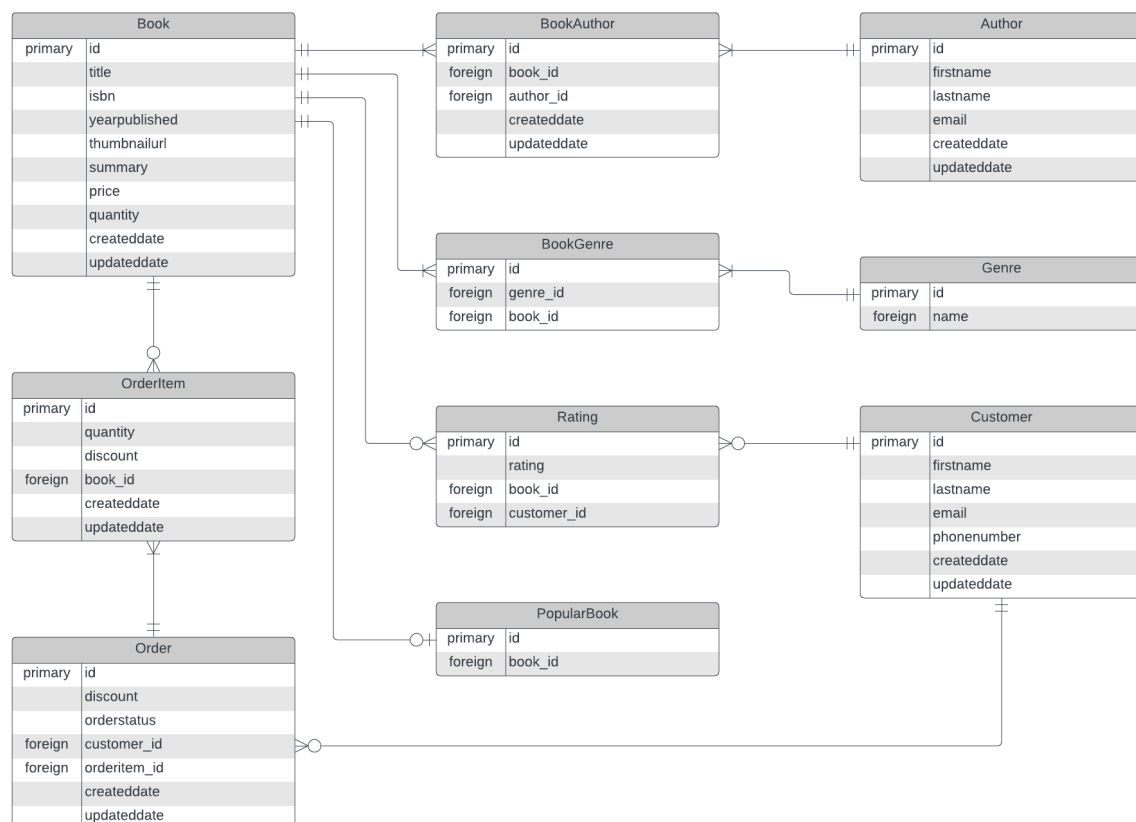 Book
primary id
title
isbn
yearpublished
thumbnailurl
summary
price
quantity
createddate
updateddate
BookAuthor
primary id
foreign book_id
foreign author_id
createddate
updateddate
Author
primary id
firstname
lastname
email
createddate
updateddate
BookGenre
primary id
foreign genre_id
foreign book_id
Genre
primary id
foreign name
OrderItem
primary id
quantity
discount
foreign book_id
createddate
updateddate
Rating
primary id
rating
foreign book_id
foreign customer_id
Customer
primary id
firstname
lastname
email
phonenumber
createddate
updateddate
PopularBook
primary id
foreign book_id
Order
primary id
discount
orderstatus
foreign customer_id
foreign orderitem_id
createddate
updateddate